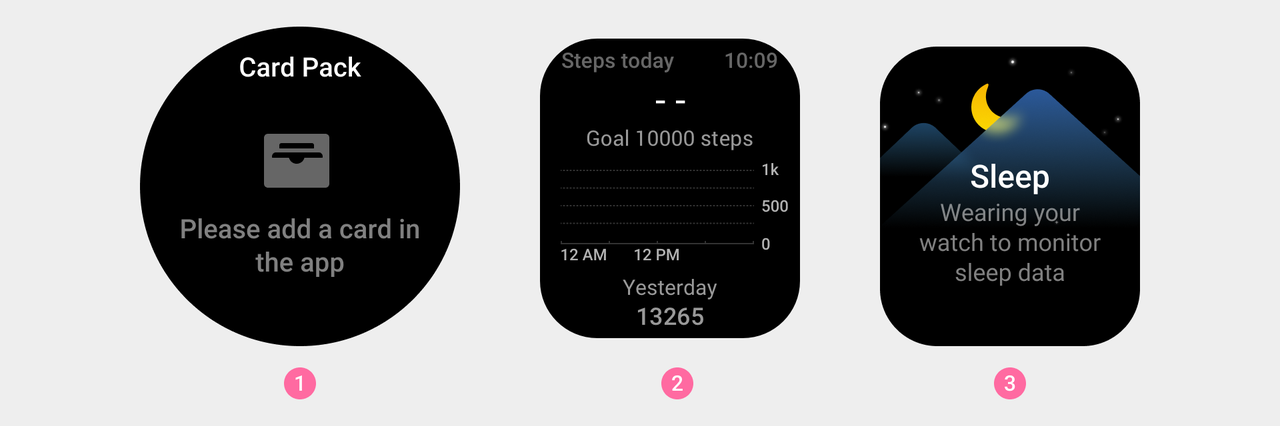 Card Pack
Please add a card in
the app
1
Steps today 10:09
--
Goal 10000 steps
1k
500
0
12 AM 12 PM
Yesterday
13265
2
Sleep
Wearing your
watch to monitor
sleep data
3